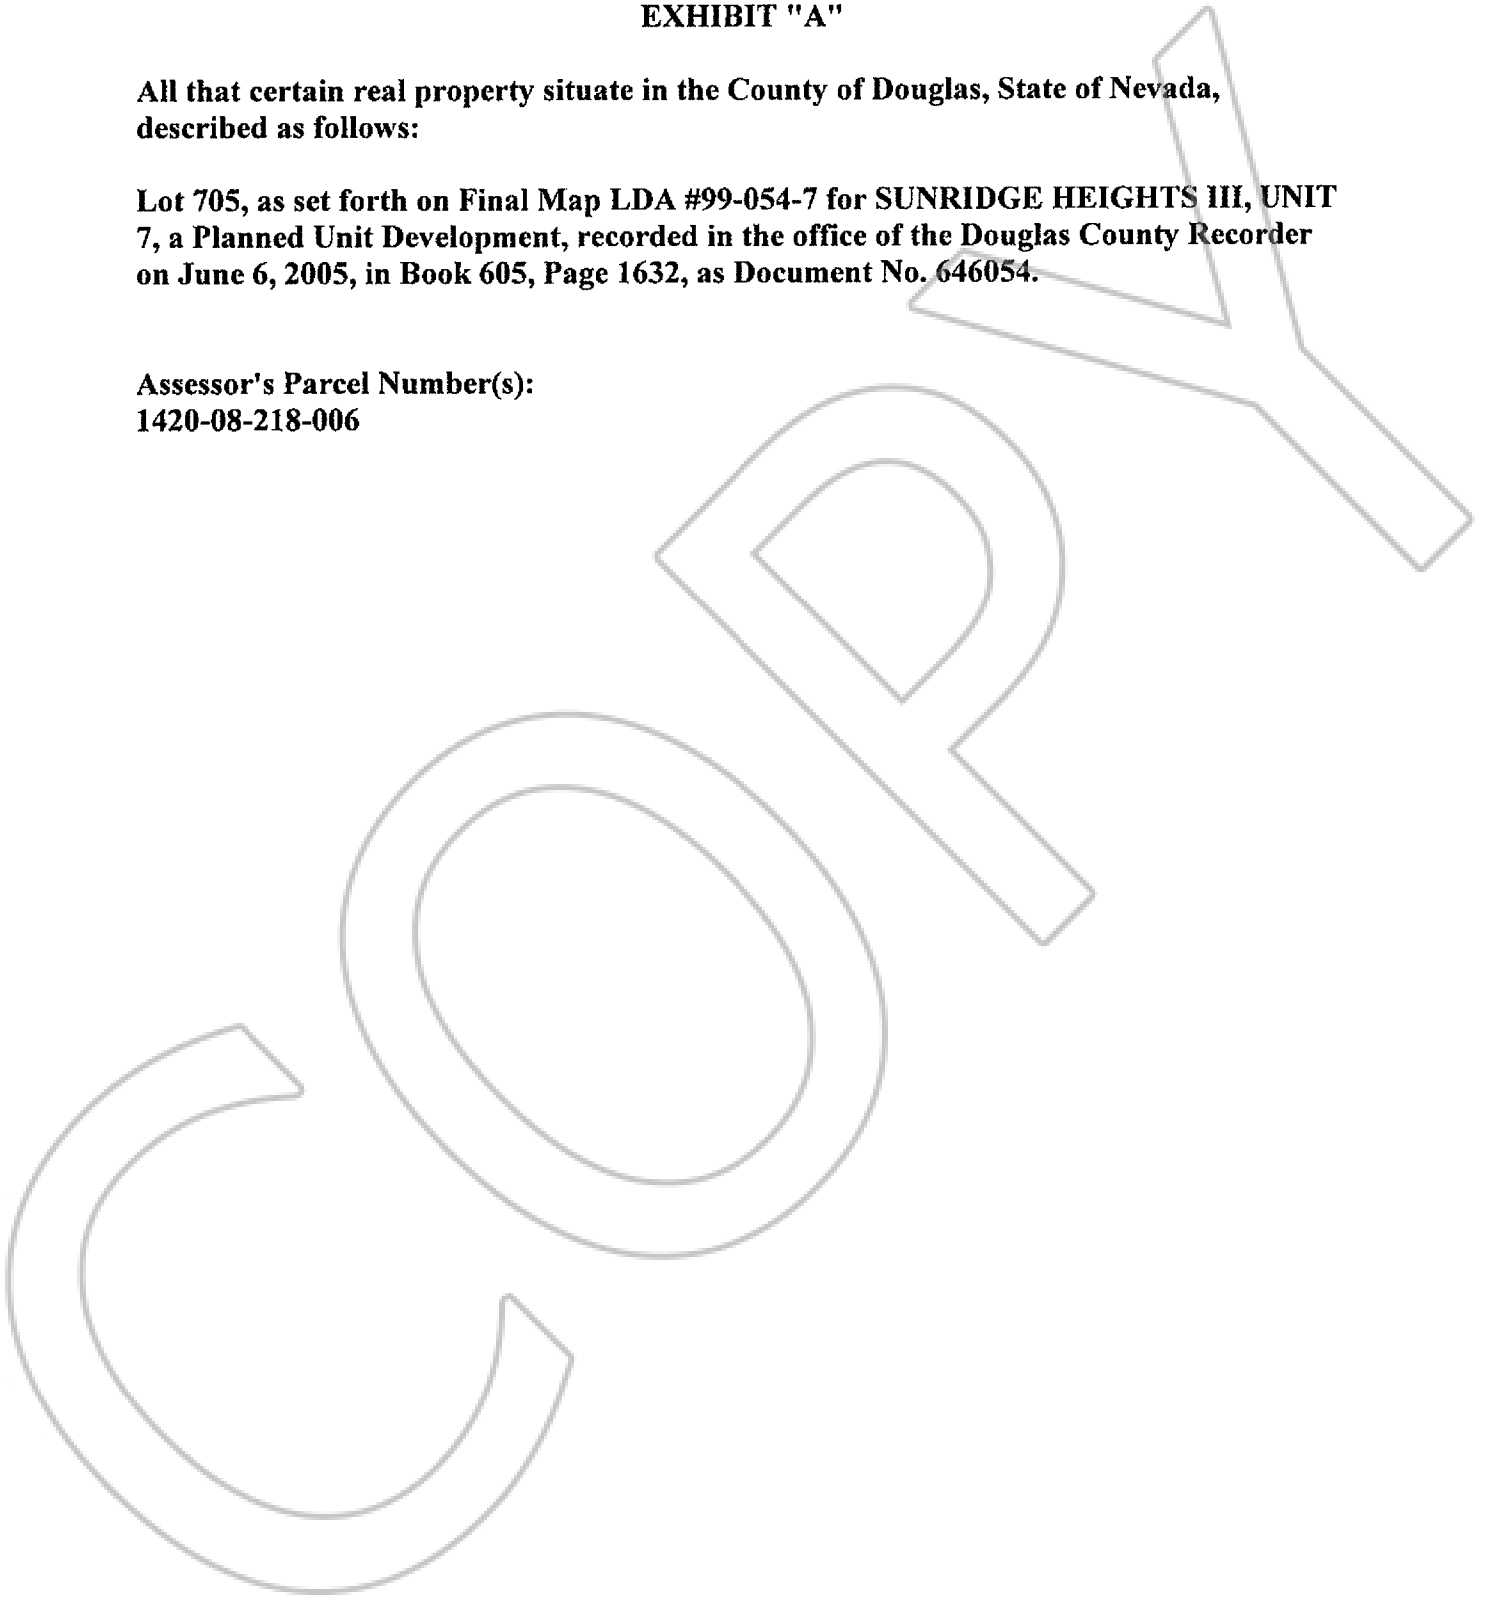 EXHIBIT "A"
All that certain real property situate in the County of Douglas, State of Nevada,
described as follows:
Lot 705, as set forth on Final Map LDA #99-054-7 for SUNRIDGE HEIGHTS III, UNIT
7, a Planned Unit Development, recorded in the office of the Douglas County Recorder
on June 6, 2005, in Book 605, Page 1632, as Document No. 646054.
Assessor's Parcel Number(s):
1420-08-218-006
COPY